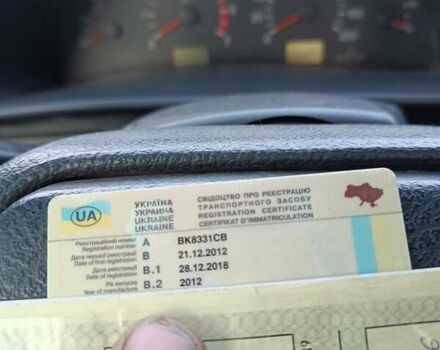 UA
УКРАЇНА
УКРАИНА
UKRAINE
UKRAINE
СВІДОЦТВО ПРО РЕЄСТРАЦІЮ
ТРАНСПОРТНОГО ЗАСОБУ
REGISTRATION CERTIFICATE
CERTIFIKAT D'IMMATRICULATION
Реєстраційний номер
Registration number
A BK8331CB
Дата першої реєстрації
Date of first registration
B 21.12.2012
Дата реєстрації
Date of registration
B.1 28.12.2018
Рік випуску
Year of manufacture
B.2 2012